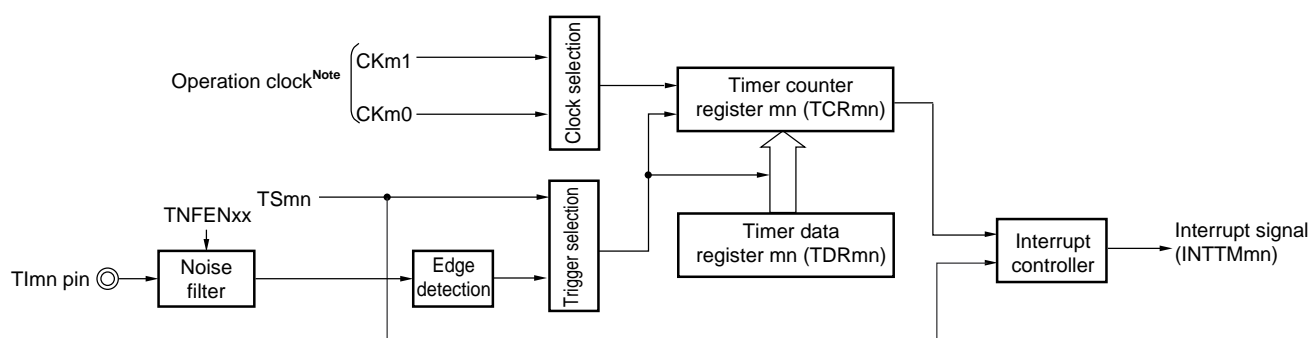 Operation clockNote
CKm1
CKm0
Clock selection
Timer counter
register mn (TCRmn)
TSmn
TNFENxx
TImn pin
Noise
filter
Edge
detection
Trigger selection
Timer data
register mn (TDRmn)
Interrupt
controller
Interrupt signal
(INTTMmn)